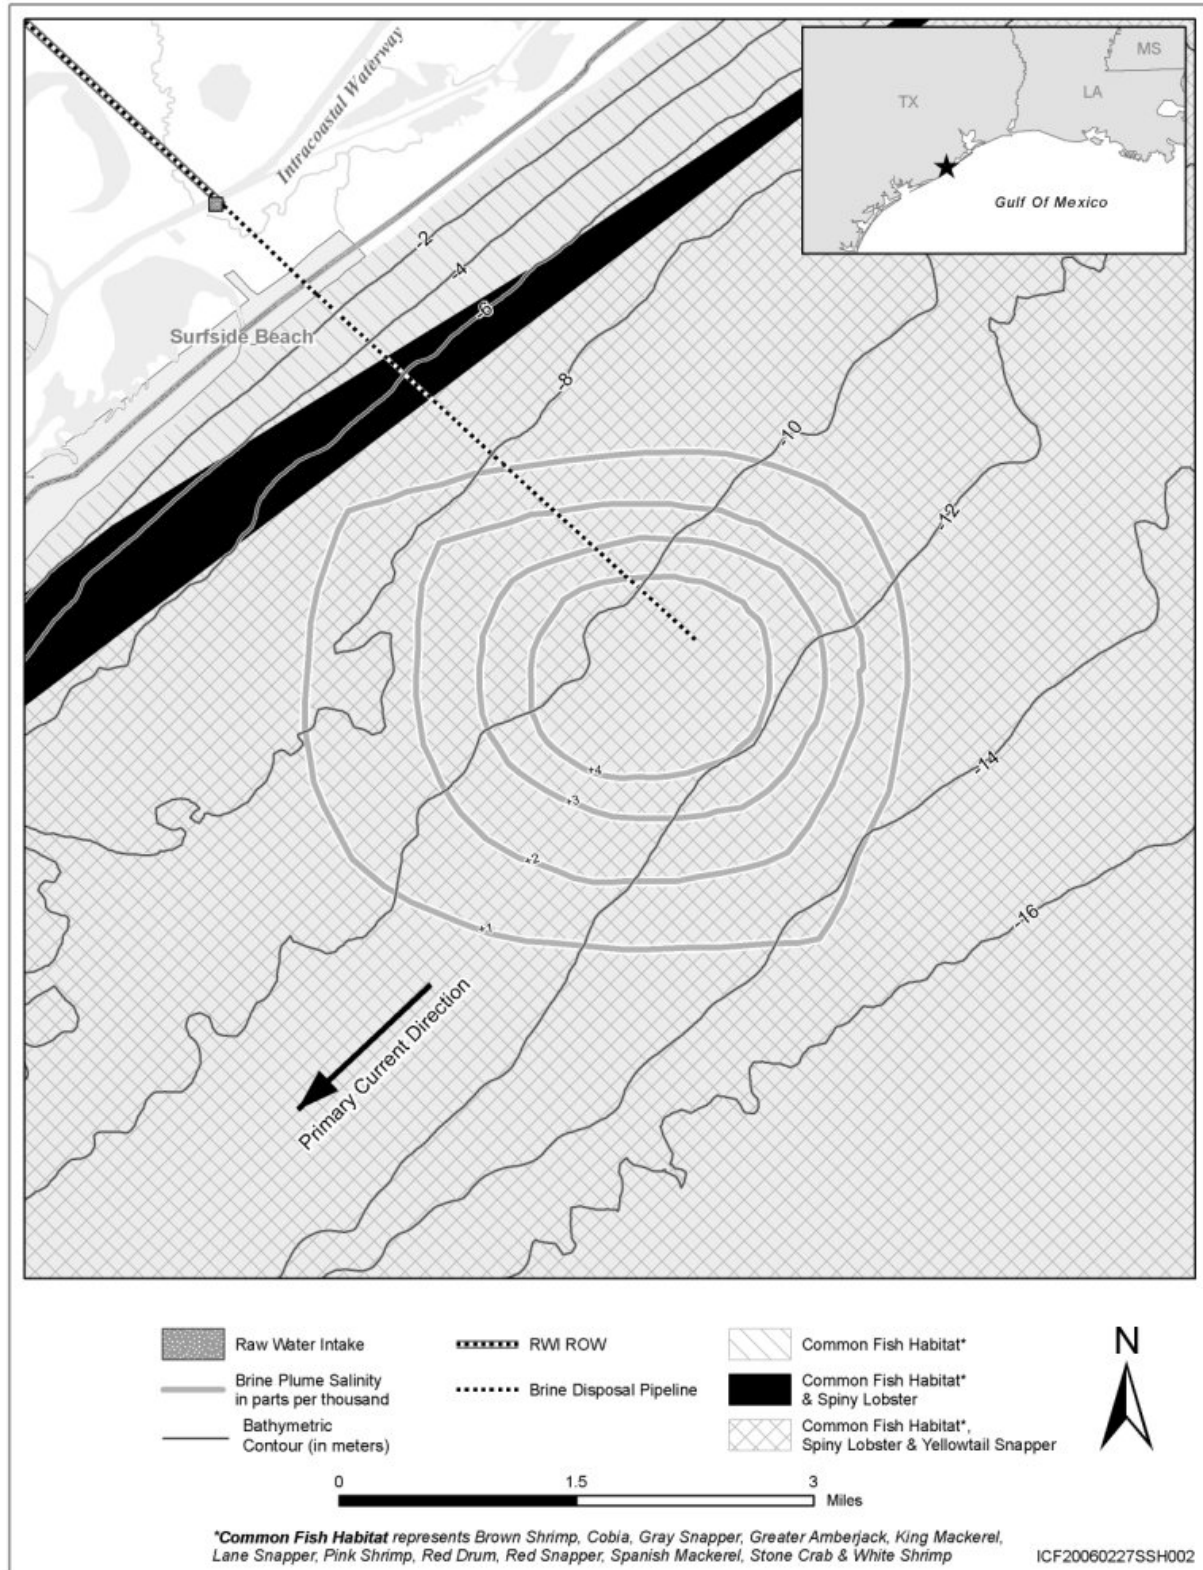 MS
LA
TX
Gulf Of Mexico
Intracoastal Waterway
-2
-4
-6
Surfside Beach
-8
-10
-12
-14
+4
+3
+2
-16
+1
Primary Current Direction
Raw Water Intake
RWI ROW
Common Fish Habitat*
N
Brine Plume Salinity
in parts per thousand
Brine Disposal Pipeline
Common Fish Habitat*
& Spiny Lobster
Bathymetric
Contour (in meters)
Common Fish Habitat*,
Spiny Lobster & Yellowtail Snapper
0 1.5 3
Miles
*Common Fish Habitat represents Brown Shrimp, Cobia, Gray Snapper, Greater Amberjack, King Mackerel,
Lane Snapper, Pink Shrimp, Red Drum, Red Snapper, Spanish Mackerel, Stone Crab & White Shrimp
ICF20060227SSH002